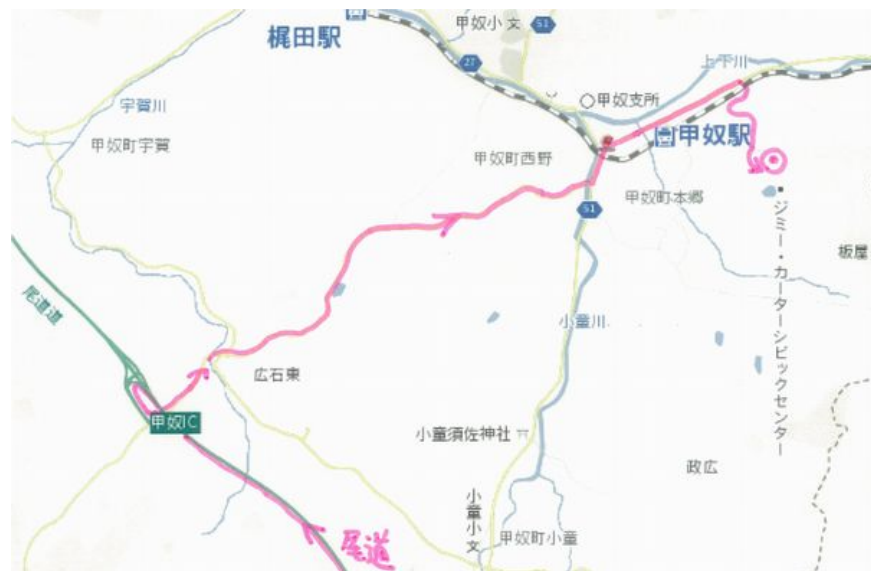 梶田駅
甲奴小 文
51
27
上下川
甲奴支所
宇賀川
甲奴町宇賀
甲奴町西野
甲奴駅
51
甲奴町本郷
・ジミー・カーターシビックセンター
板屋
尾道道
小童川
広石東
甲奴IC
小童須佐神社
政広
小童小 文
甲奴町小童
尾道